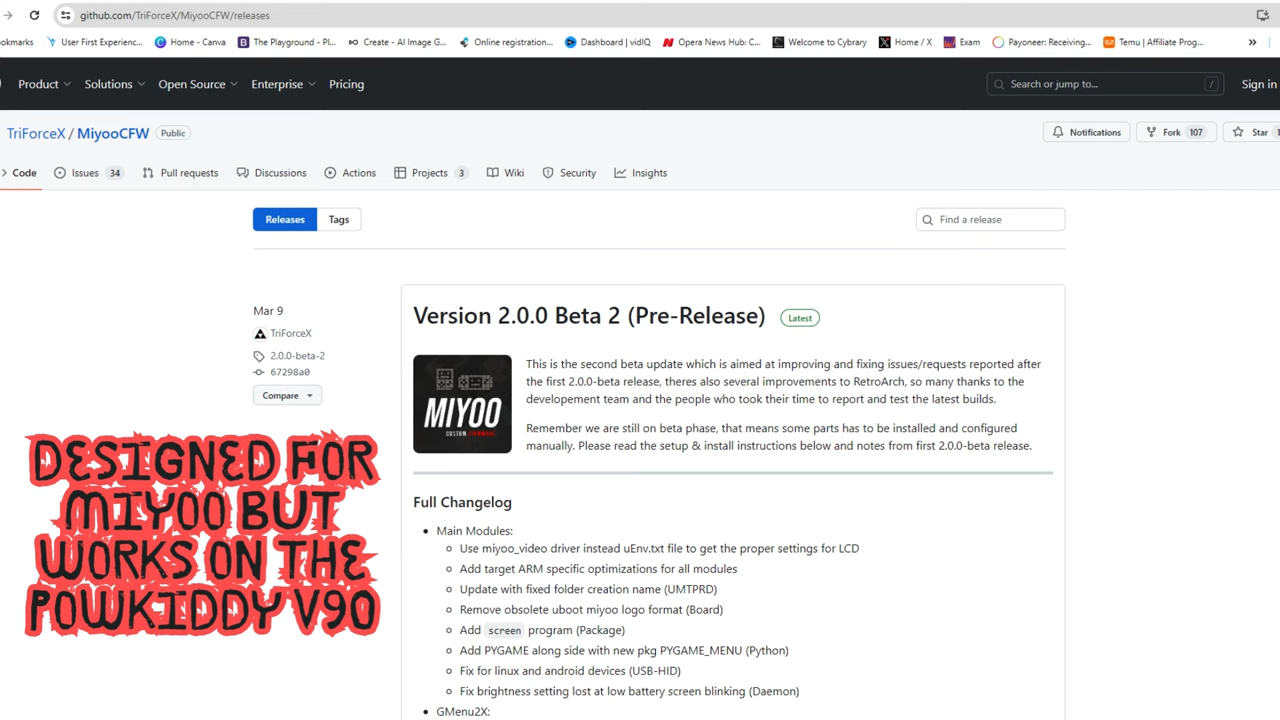 github.com/TriForceX/MiyooCFW/releases
okmarks
User First Experienc...
Home - Canva
The Playground - Pl...
Create - AI Image G...
Online registration...
Dashboard | vidIQ
Opera News Hub: C...
Welcome to Cybrary
Home / X
Exam
Payoneer: Receiving...
Temu | Affiliate Prog...
»
Product
Solutions
Open Source
Enterprise
Pricing
Search or jump to...
/
Sign in
TriForceX / MiyooCFW
Public
Notifications
Fork 107
Star 1
Code
Issues 34
Pull requests
Discussions
Actions
Projects 3
Wiki
Security
Insights
Releases
Tags
Find a release
Mar 9
TriForceX
2.0.0-beta-2
67298a0
Compare
DESIGNED FOR
MIYOO BUT
WORKS ON THE
POWKIDDY V90
Version 2.0.0 Beta 2 (Pre-Release)
Latest
MIYOO
CUSTOM FIRMWARE
This is the second beta update which is aimed at improving and fixing issues/requests reported after
the first 2.0.0-beta release, theres also several improvements to RetroArch, so many thanks to the
developement team and the people who took their time to report and test the latest builds.
Remember we are still on beta phase, that means some parts has to be installed and configured
manually. Please read the setup & install instructions below and notes from first 2.0.0-beta release.
Full Changelog
• Main Modules:
Use miyoo_video driver instead uEnv.txt file to get the proper settings for LCD
Add target ARM specific optimizations for all modules
Update with fixed folder creation name (UMTPRD)
Remove obsolete uboot miyoo logo format (Board)
Add screen program (Package)
Add PYGAME along side with new pkg PYGAME_MENU (Python)
Fix for linux and android devices (USB-HID)
Fix brightness setting lost at low battery screen blinking (Daemon)
• GMenu2X: